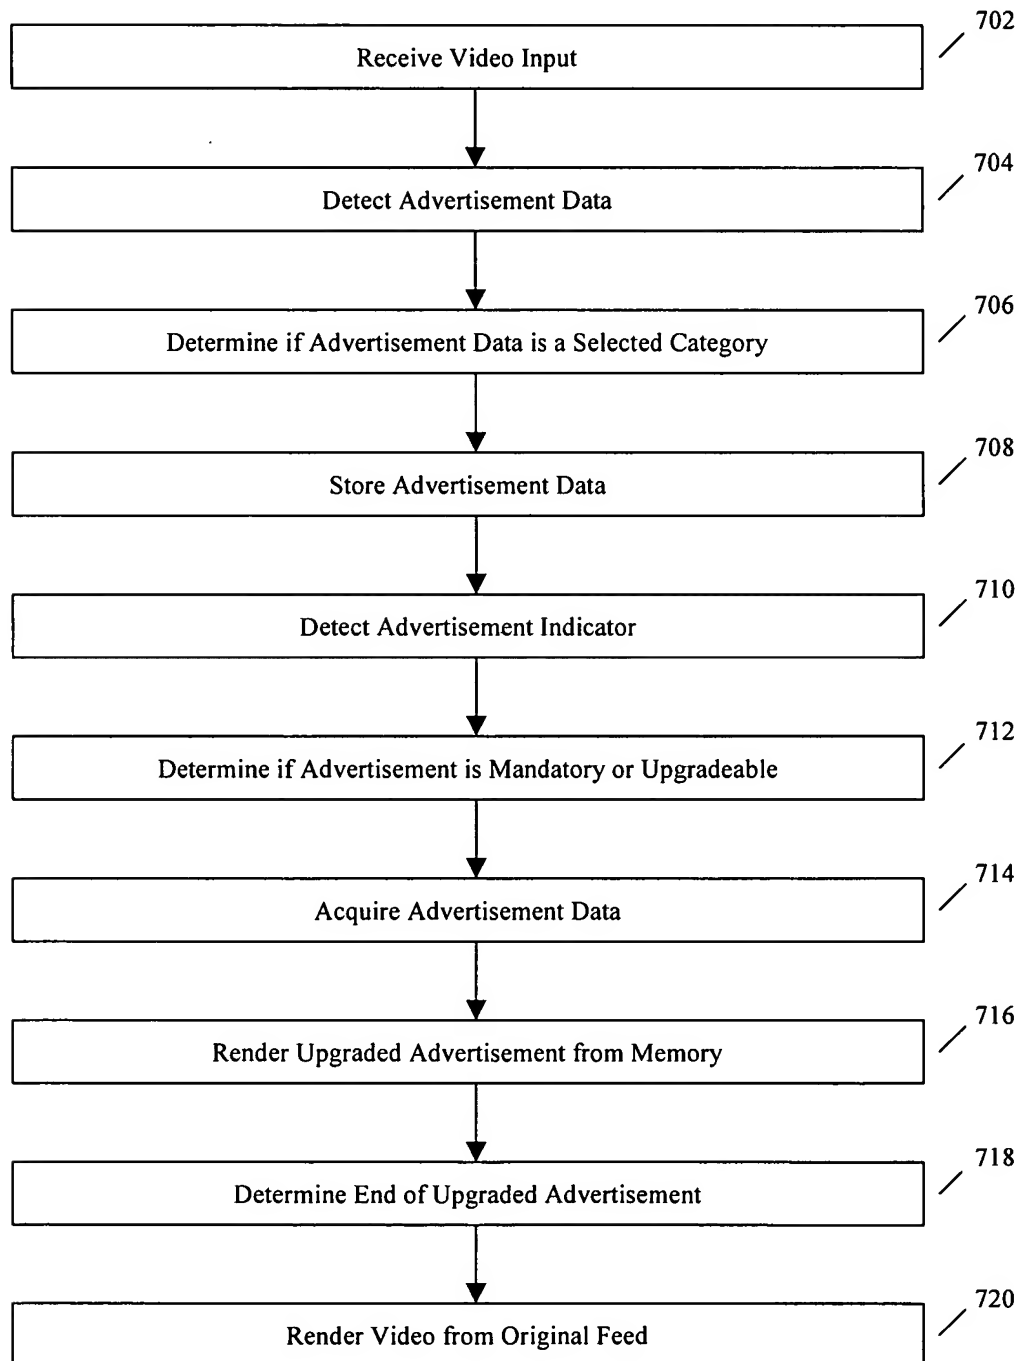 702
Receive Video Input
704
Detect Advertisement Data
706
Determine if Advertisement Data is a Selected Category
708
Store Advertisement Data
710
Detect Advertisement Indicator
712
Determine if Advertisement is Mandatory or Upgradeable
714
Acquire Advertisement Data
716
Render Upgraded Advertisement from Memory
718
Determine End of Upgraded Advertisement
720
Render Video from Original Feed